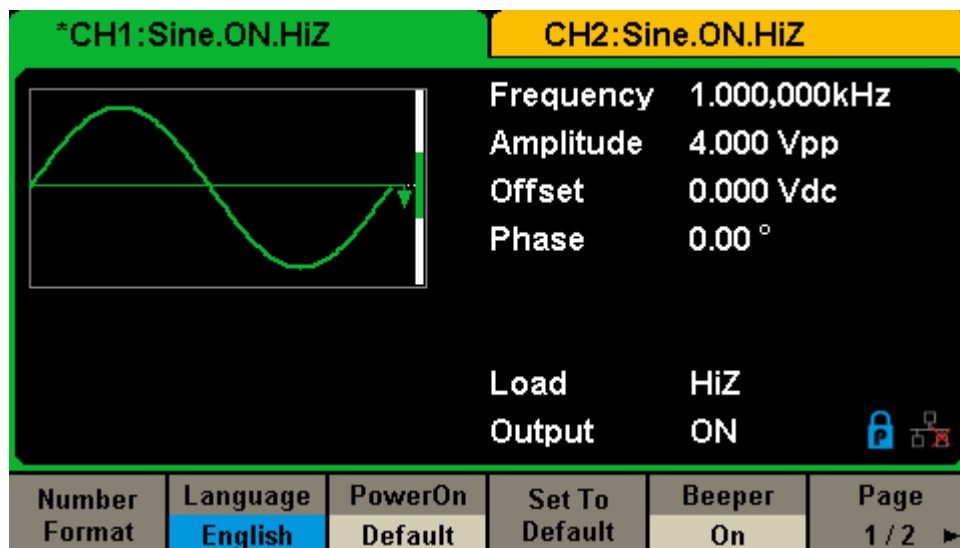 *CH1:Sine.ON.HiZ
CH2:Sine.ON.HiZ
Frequency 1.000,000kHz
Amplitude 4.000 Vpp
Offset 0.000 Vdc
Phase 0.00 °
Load HiZ
Output ON
P
Number Format
Language English
PowerOn Default
Set To Default
Beeper On
Page 1/2 ►